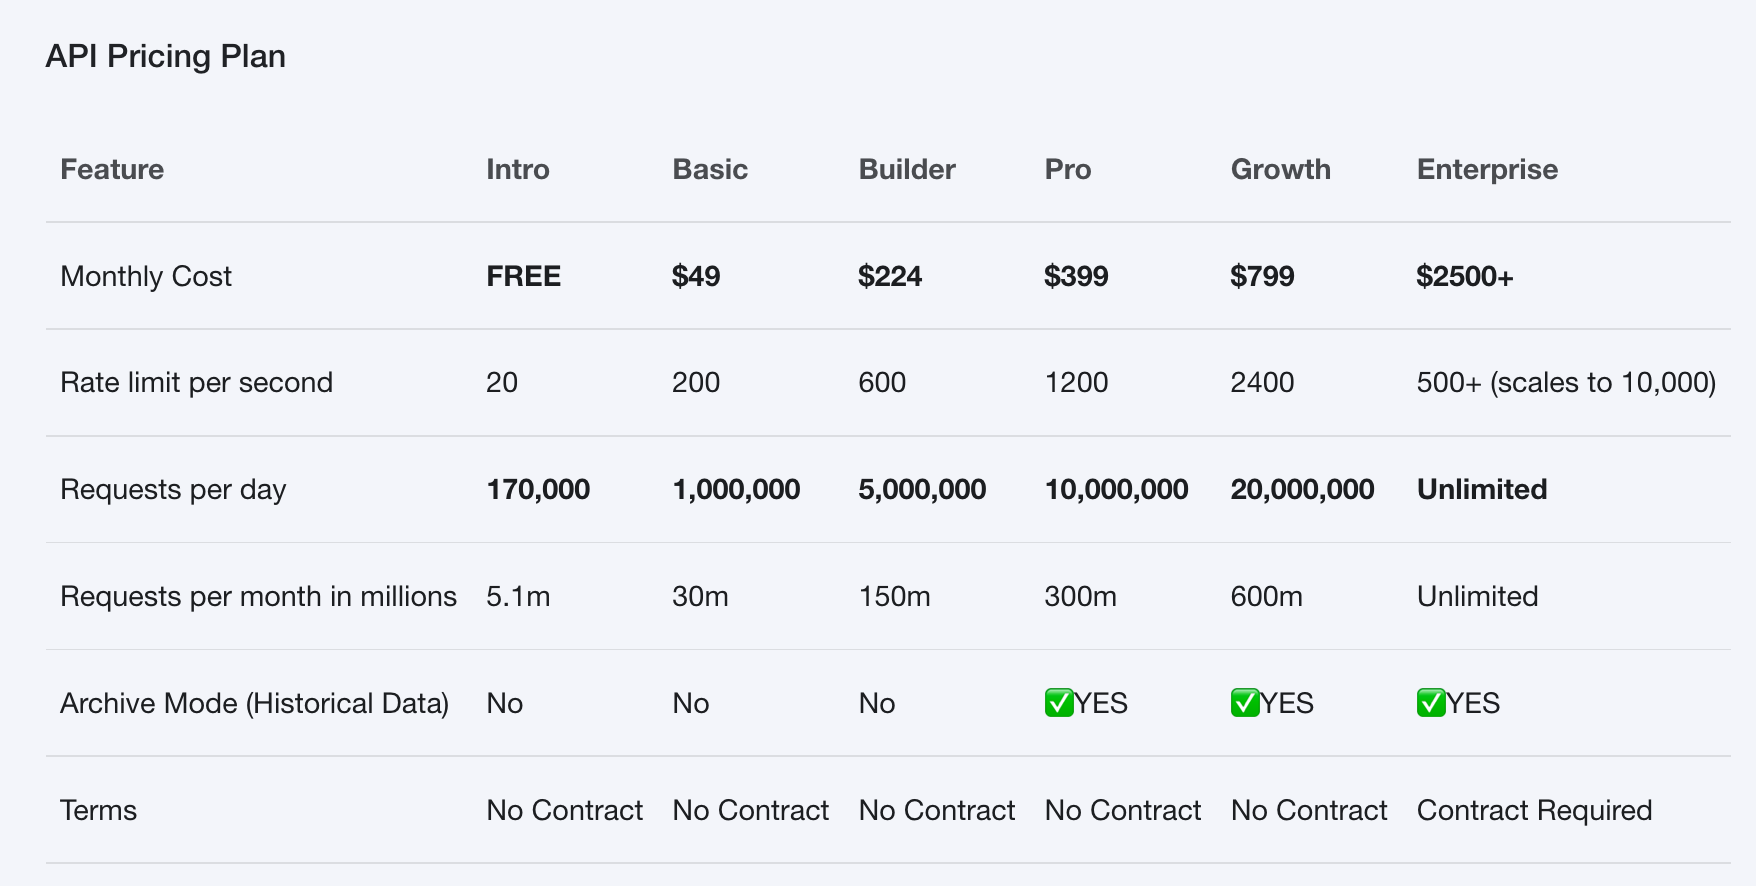 API Pricing Plan
Feature Intro Basic Builder Pro Growth Enterprise
Monthly Cost FREE $49 $224 $399 $799 $2500+
Rate limit per second 20 200 600 1200 2400 500+ (scales to 10,000)
Requests per day 170,000 1,000,000 5,000,000 10,000,000 20,000,000 Unlimited
Requests per month in millions 5.1m 30m 150m 300m 600m Unlimited
Archive Mode (Historical Data) No No No ✅YES ✅YES ✅YES
Terms No Contract No Contract No Contract No Contract No Contract Contract Required